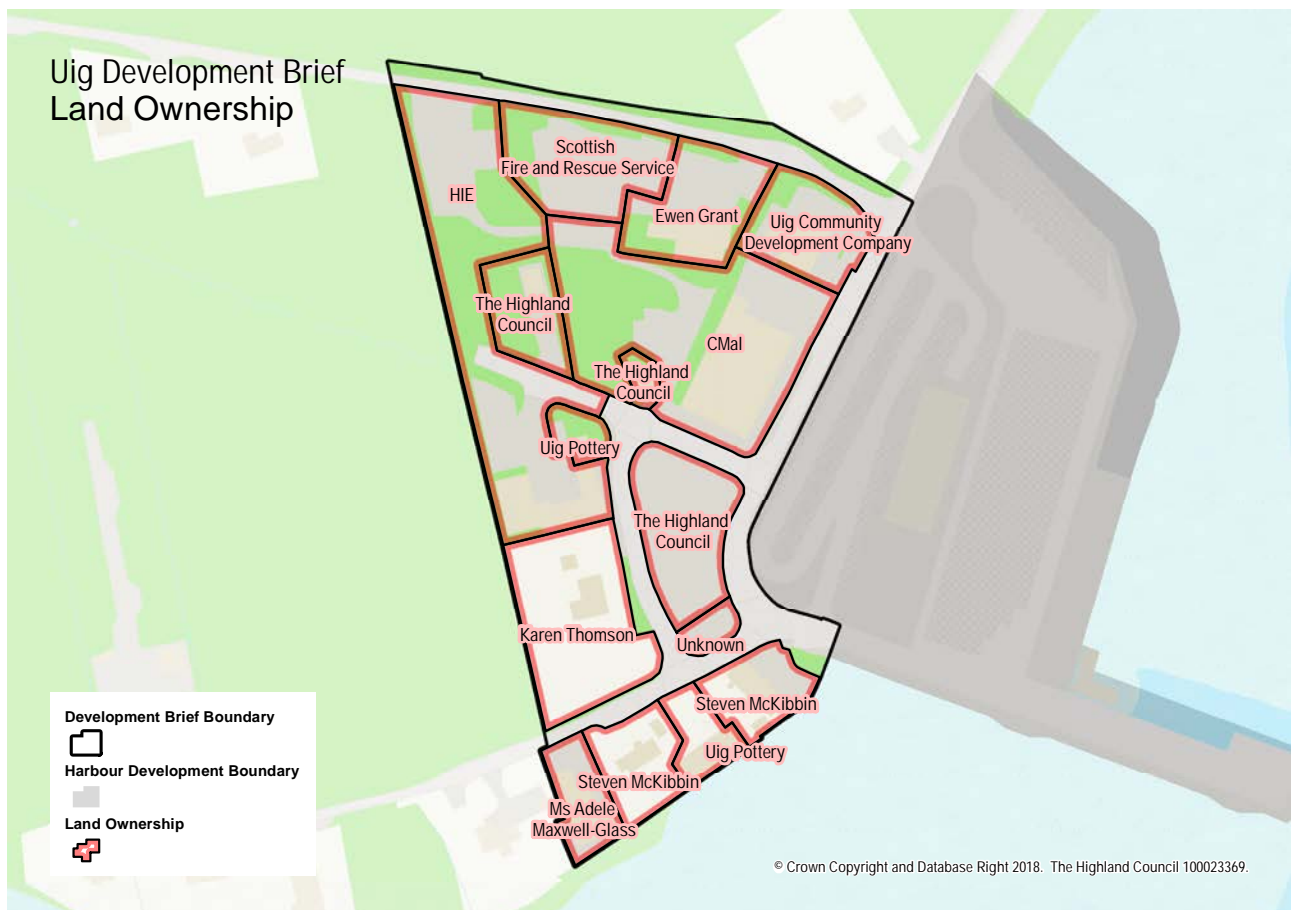 Uig Development Brief
Land Ownership
Scottish
Fire and Rescue Service
HIE
Ewen Grant
Uig Community
Development Company
The Highland
Council
CMal
The Highland
Council
Uig Pottery
The Highland
Council
Karen Thomson
Unknown
Steven McKibbin
Uig Pottery
Steven McKibbin
Ms Adele
Maxwell-Glass
Development Brief Boundary
Harbour Development Boundary
Land Ownership
© Crown Copyright and Database Right 2018. The Highland Council 100023369.